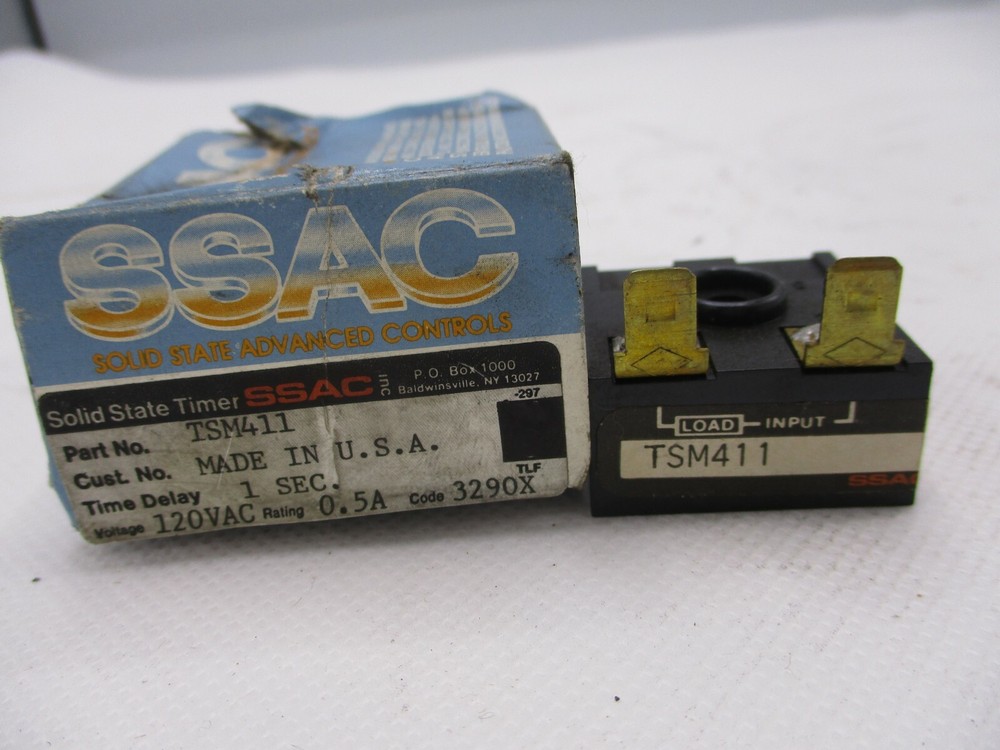 SSAC
SOLID STATE ADVANCED CONTROLS
Solid State Timer SSAC inc P.O. Box 1000
Baldwinsville, NY 13027
-297
Part No. TSM411
Cust. No. MADE IN U.S.A.
TLF
Time Delay 1 SEC.
Voltage 120VAC Rating 0.5A Code 3290X
LOAD INPUT
TSM411
SSAC